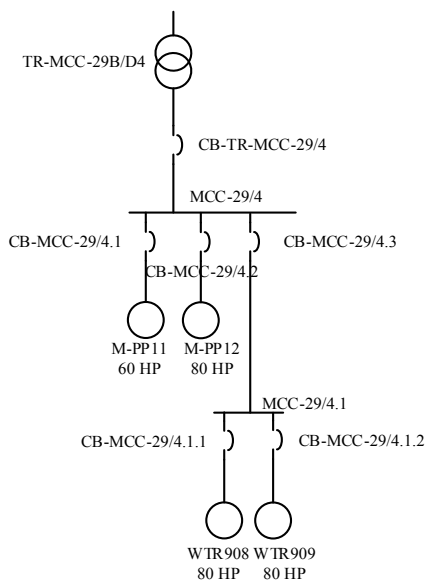 TR-MCC-29B/D4
CB-TR-MCC-29/4
MCC-29/4
CB-MCC-29/4.1
CB-MCC-29/4.3
CB-MCC-29/4.2
M-PP11
60 HP
M-PP12
80 HP
MCC-29/4.1
CB-MCC-29/4.1.1
CB-MCC-29/4.1.2
WTR908
80 HP
WTR909
80 HP